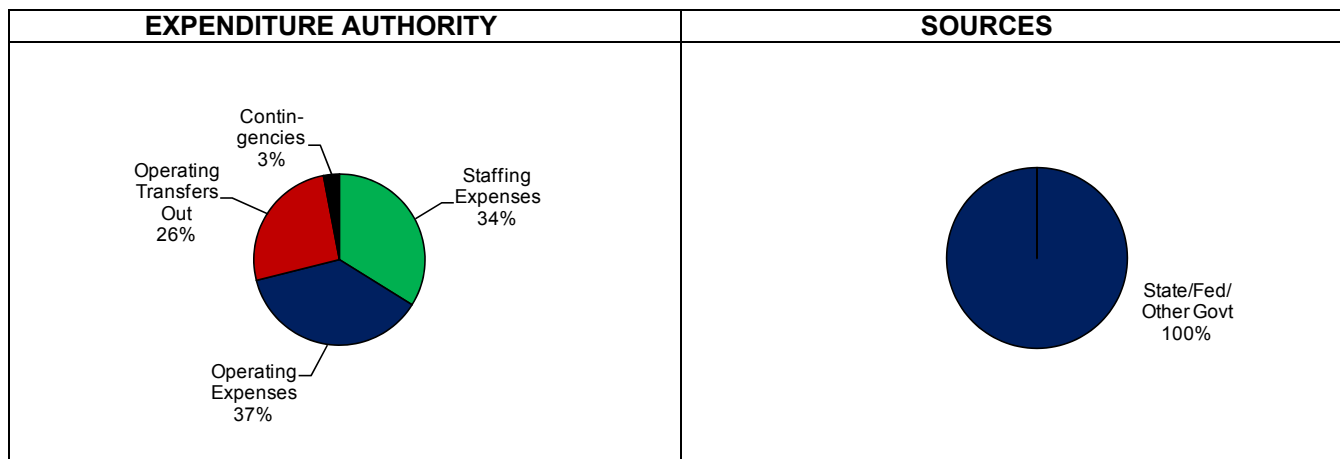 EXPENDITURE AUTHORITY
SOURCES
Contin-
gencies
3%
Operating
Transfers
Out
26%
Staffing
Expenses
34%
Operating
Expenses
37%
State/Fed/
Other Govt
100%